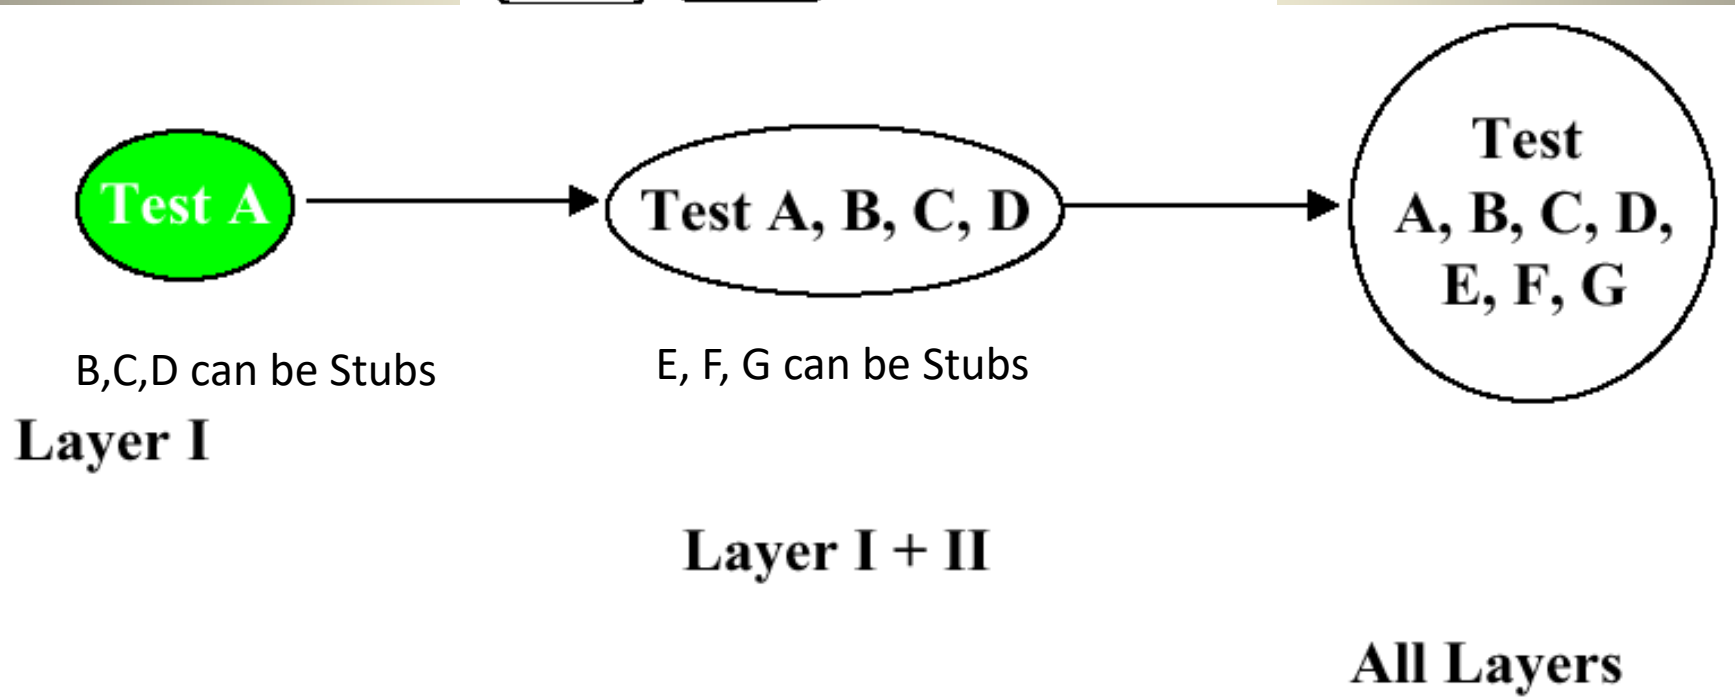 Test A
Test A, B, C, D
Test
A, B, C, D,
E, F, G
B,C,D can be Stubs
E, F, G can be Stubs
Layer I
Layer I + II
All Layers